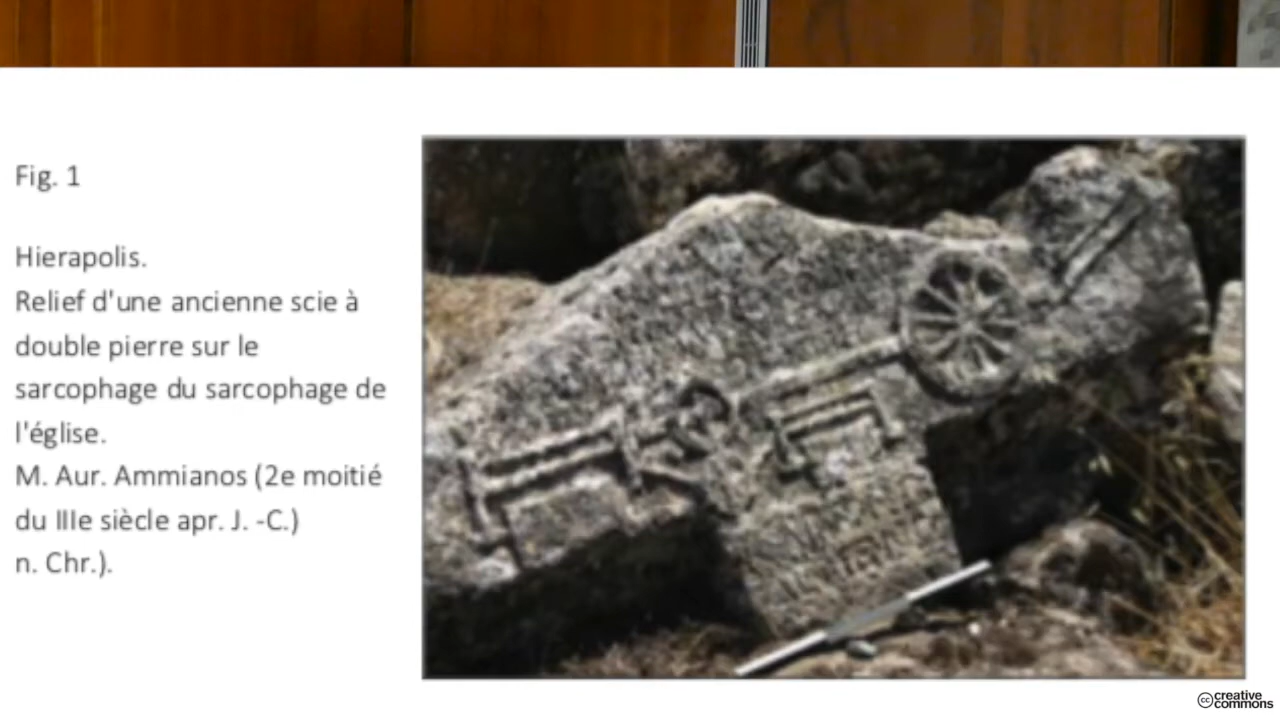 Fig. 1
Hierapolis.
Relief d'une ancienne scie à
double pierre sur le
sarcophage du sarcophage de
l'église.
M. Aur. Ammianos (2e moitié
du IIIe siècle apr. J. -C.)
n. Chr.).
cc creative
commons